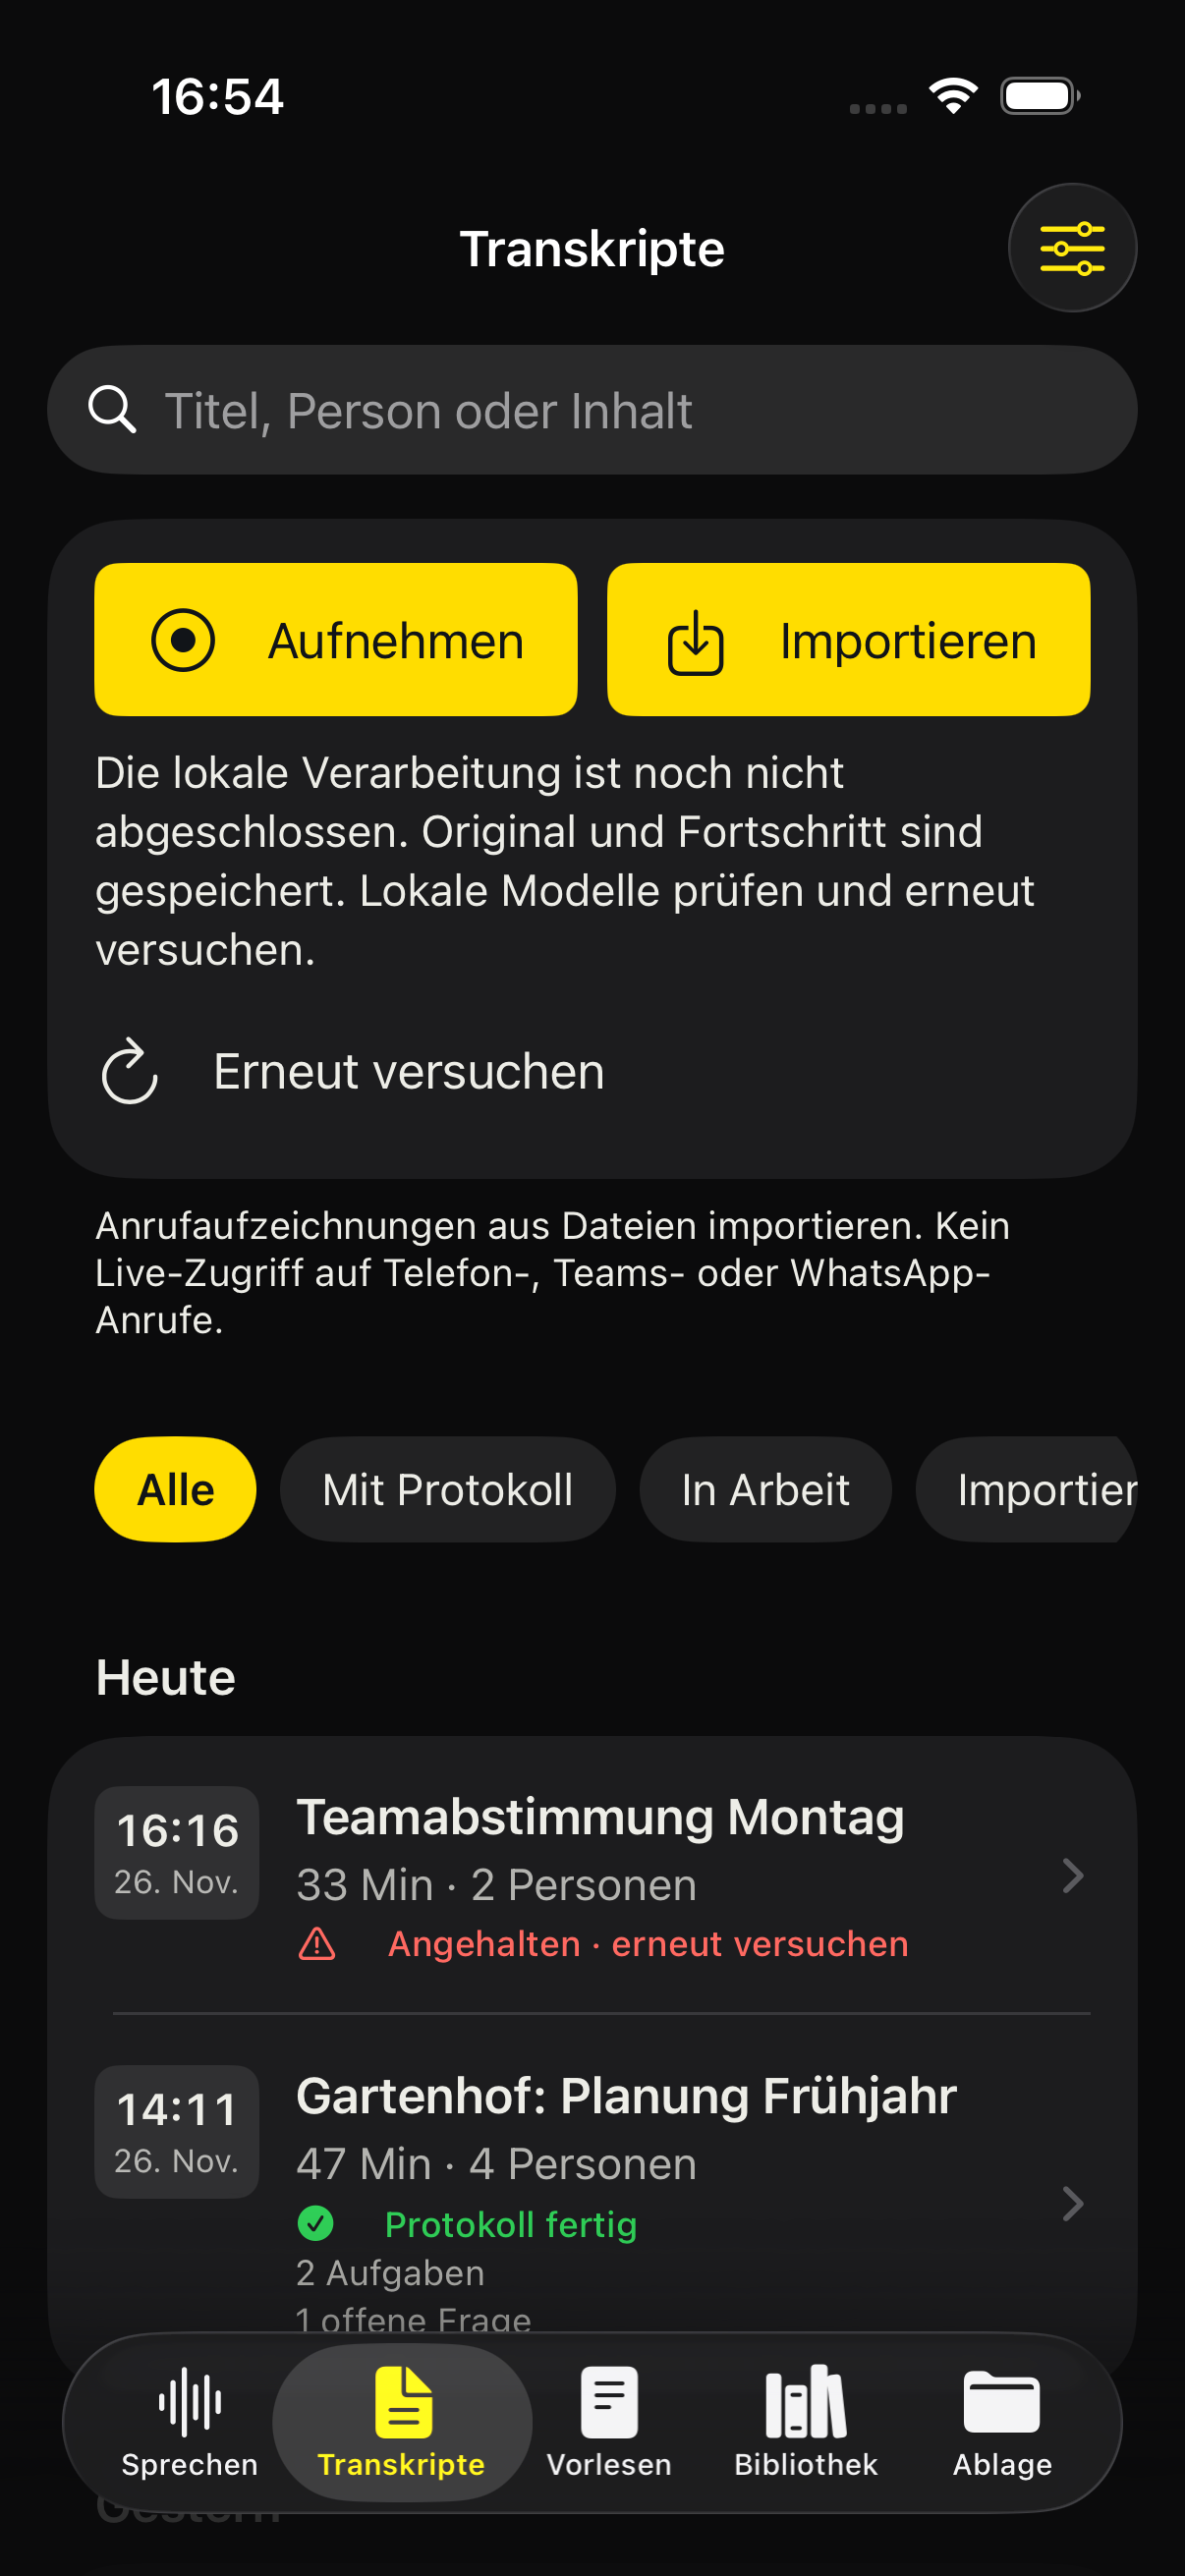 16:54
Transkripte
Titel, Person oder Inhalt
Aufnehmen
Importieren
Die lokale Verarbeitung ist noch nicht
abgeschlossen. Original und Fortschritt sind
gespeichert. Lokale Modelle prüfen und erneut
versuchen.
Erneut versuchen
Anrufaufzeichnungen aus Dateien importieren. Kein
Live-Zugriff auf Telefon-, Teams- oder WhatsApp-
Anrufe.
Alle
Mit Protokoll
In Arbeit
Importier
Heute
16:16
26. Nov.
Teamabstimmung Montag
33 Min · 2 Personen
Angehalten · erneut versuchen
14:11
26. Nov.
Gartenhof: Planung Frühjahr
47 Min · 4 Personen
Protokoll fertig
2 Aufgaben
1 offene Frage
Sprechen
Transkripte
Vorlesen
Bibliothek
Ablage
Gestern